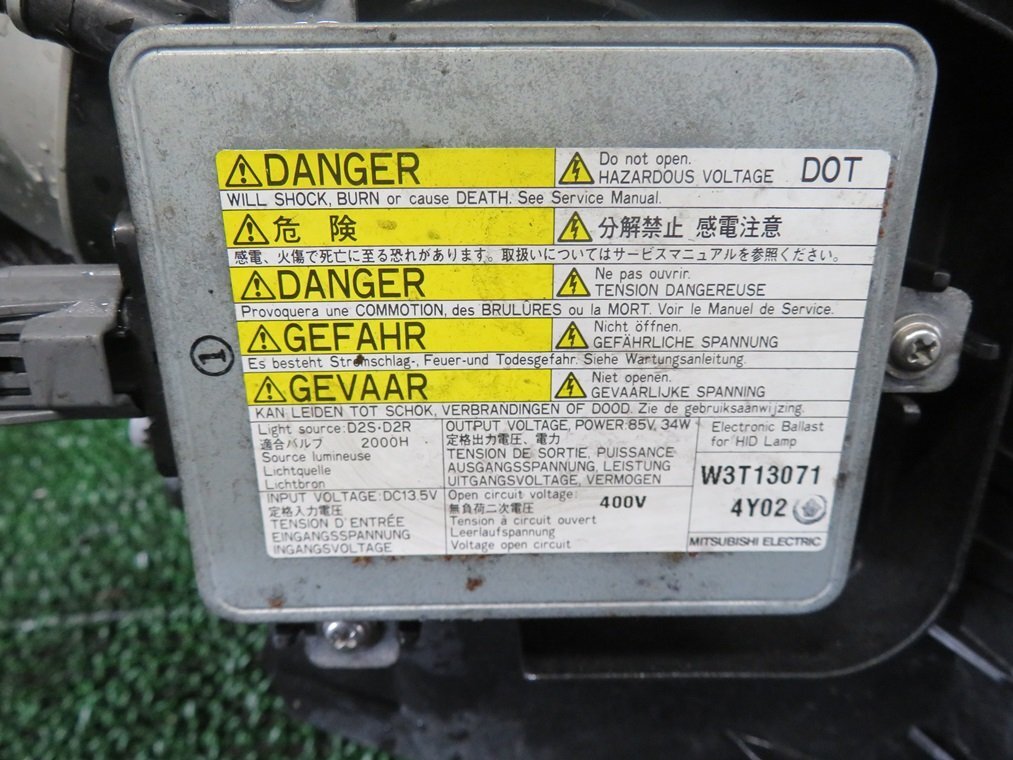 DANGER
Do not open.
HAZARDOUS VOLTAGE
DOT
WILL SHOCK, BURN or cause DEATH. See Service Manual.
危 険
分解禁止 感電注意
感電、火傷で死亡に至る恐れがあります。取扱いについてはサービスマニュアルを参照ください。
DANGER
Ne pas ouvrir.
TENSION DANGEREUSE
Provoquera une COMMOTION, des BRULÛRES ou la MORT. Voir le Manuel de Service.
GEFAHR
Nicht öffnen.
GEFÄHRLICHE SPANNUNG
Es besteht Stromschlag-, Feuer-und Todesgefahr. Siehe Wartungsanleitung.
GEVAAR
Niet openen.
GEVAARLIJKE SPANNING
KAN LEIDEN TOT SCHOK, VERBRANDINGEN OF DOOD. Zie de gebruiksaanwijzing.
1
Light source:D2S·D2R
適合バルブ 2000H
Source lumineuse
Lichtquelle
Lichtbron
OUTPUT VOLTAGE, POWER:85V, 34W
定格出力電圧、電力
TENSION DE SORTIE, PUISSANCE
AUSGANGSSPANNUNG, LEISTUNG
UITGANGSVOLTAGE, VERMOGEN
Electronic Ballast
for HID Lamp
W3T13071
4Y02
MITSUBISHI ELECTRIC
INPUT VOLTAGE:DC13.5V
定格入力電圧
TENSION D'ENTRÉE
EINGANGSSPANNUNG
INGANGSVOLTAGE
Open circuit voltage:
400V
無負荷二次電圧
Tension à circuit ouvert
Leerlaufspannung
Voltage open circuit